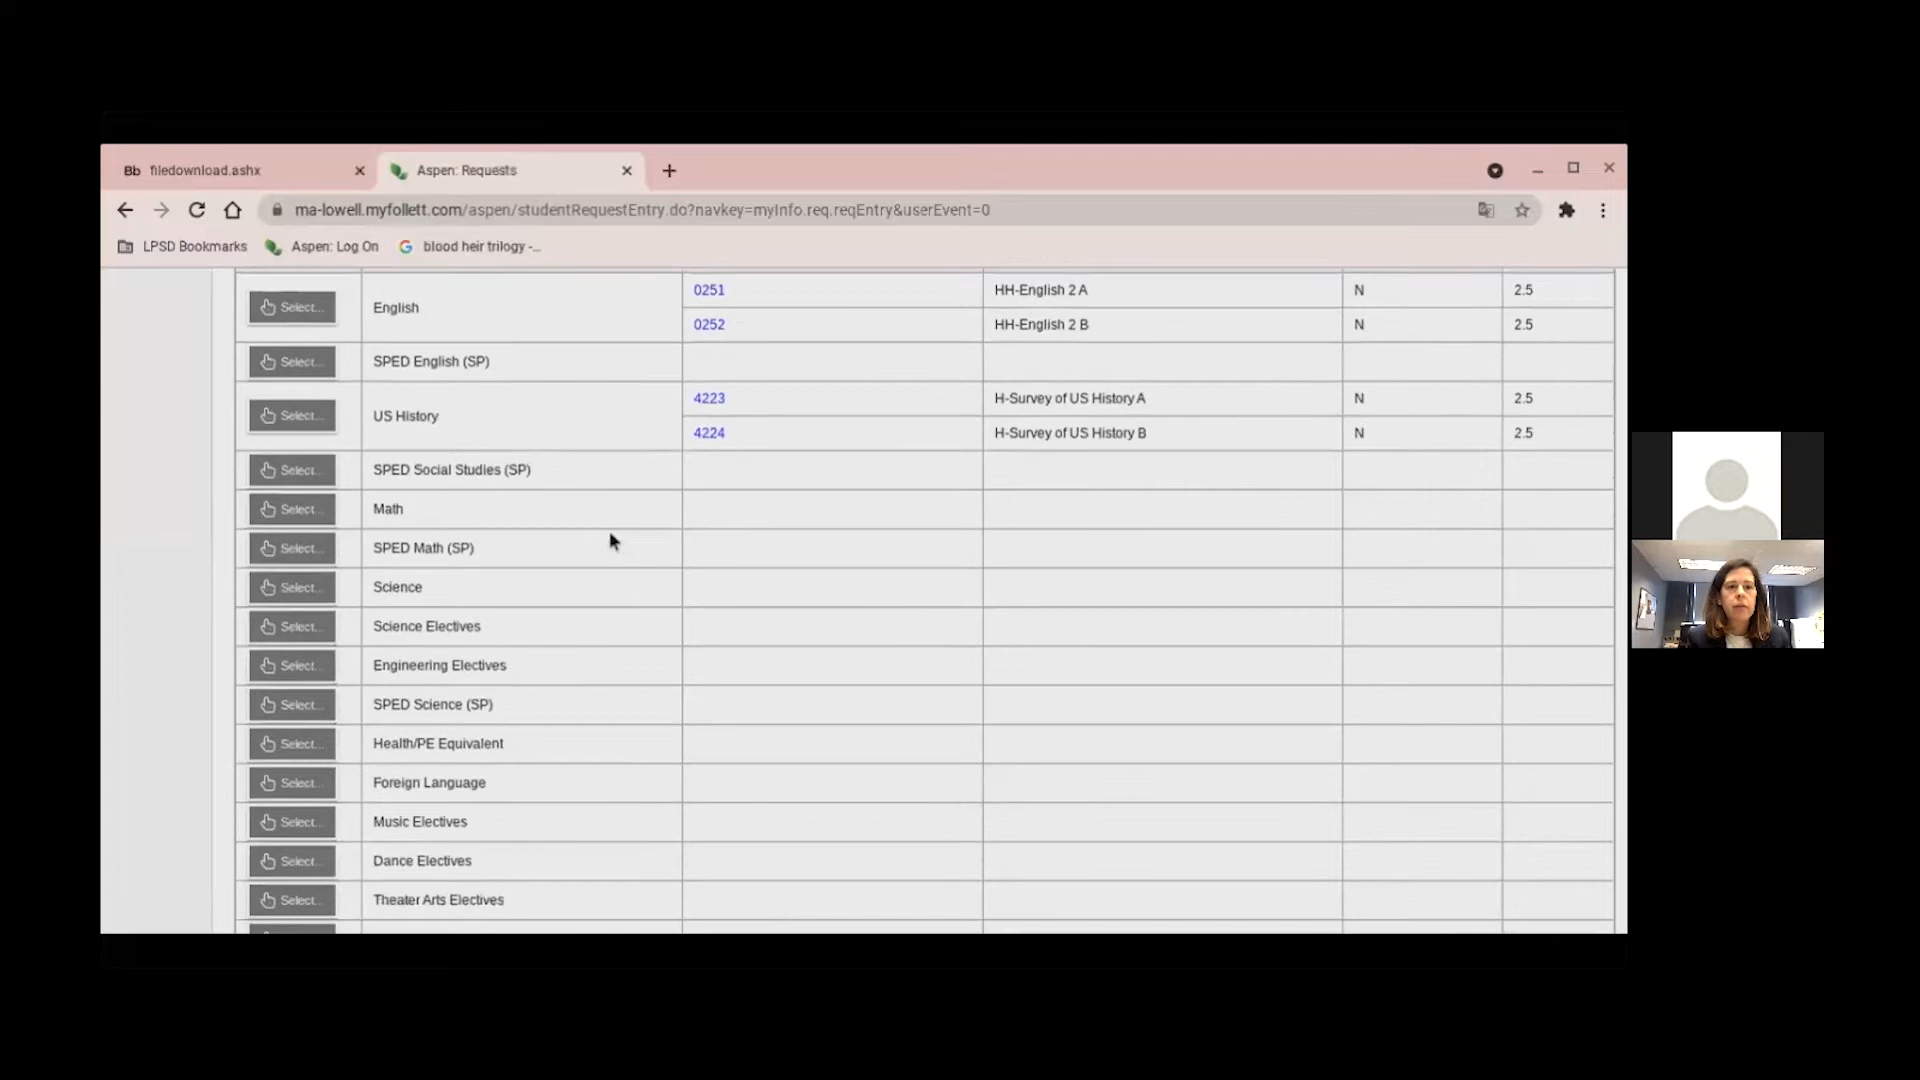 Bb filedownload.ashx Aspen: Requests
ma-lowell.myfollett.com/aspen/studentRequestEntry.do?navkey=myInfo.req.reqEntry&userEvent=0
LPSD Bookmarks Aspen: Log On blood heir trilogy -...
Select... English 0251 HH-English 2 A N 2.5
0252 HH-English 2 B N 2.5
Select... SPED English (SP)
Select... US History 4223 H-Survey of US History A N 2.5
4224 H-Survey of US History B N 2.5
Select... SPED Social Studies (SP)
Select... Math
Select... SPED Math (SP)
Select... Science
Select... Science Electives
Select... Engineering Electives
Select... SPED Science (SP)
Select... Health/PE Equivalent
Select... Foreign Language
Select... Music Electives
Select... Dance Electives
Select... Theater Arts Electives